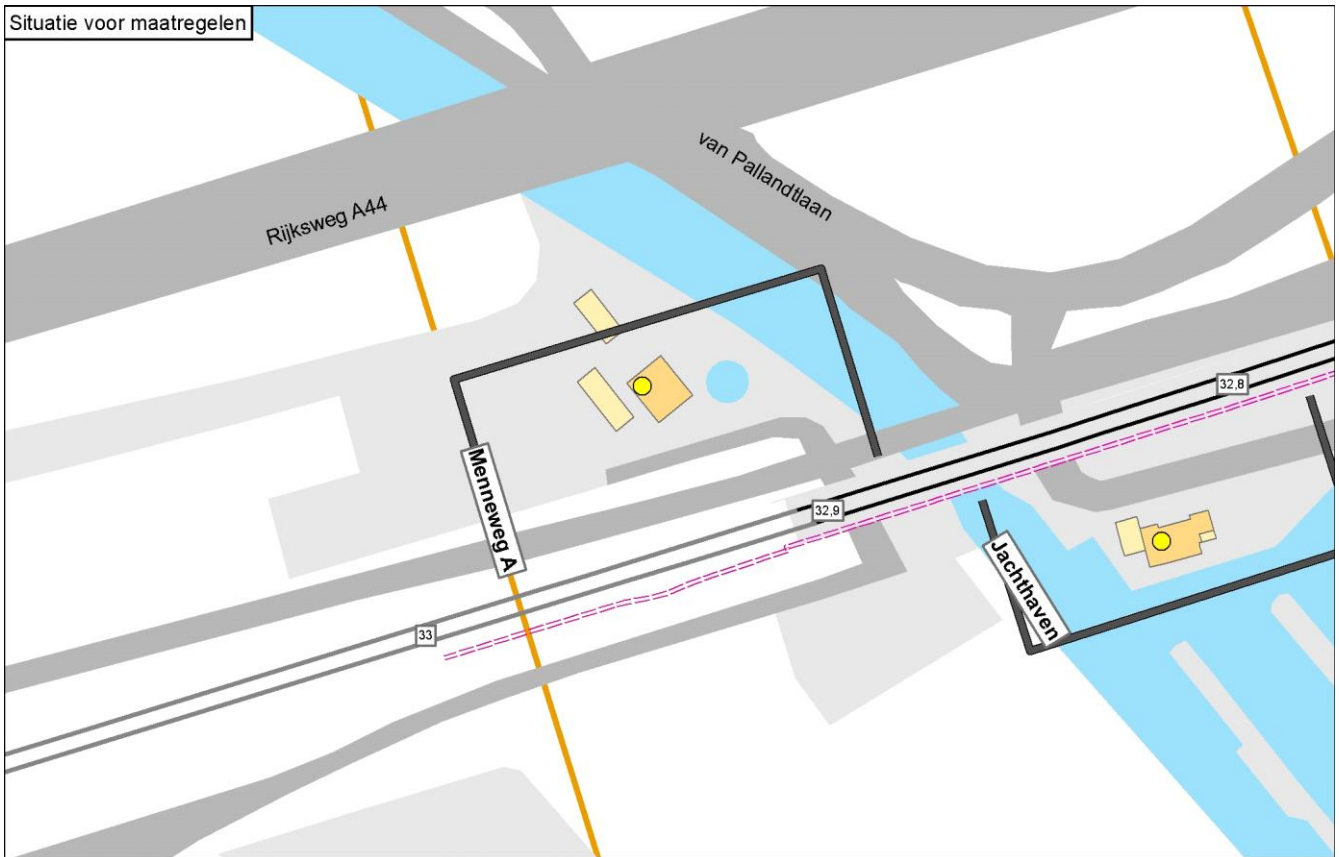 Situatie voor maatregelen
van Pallandtlaan
Rijksweg A44
32,8
Menneweg A
32,9
Jachthaven
33